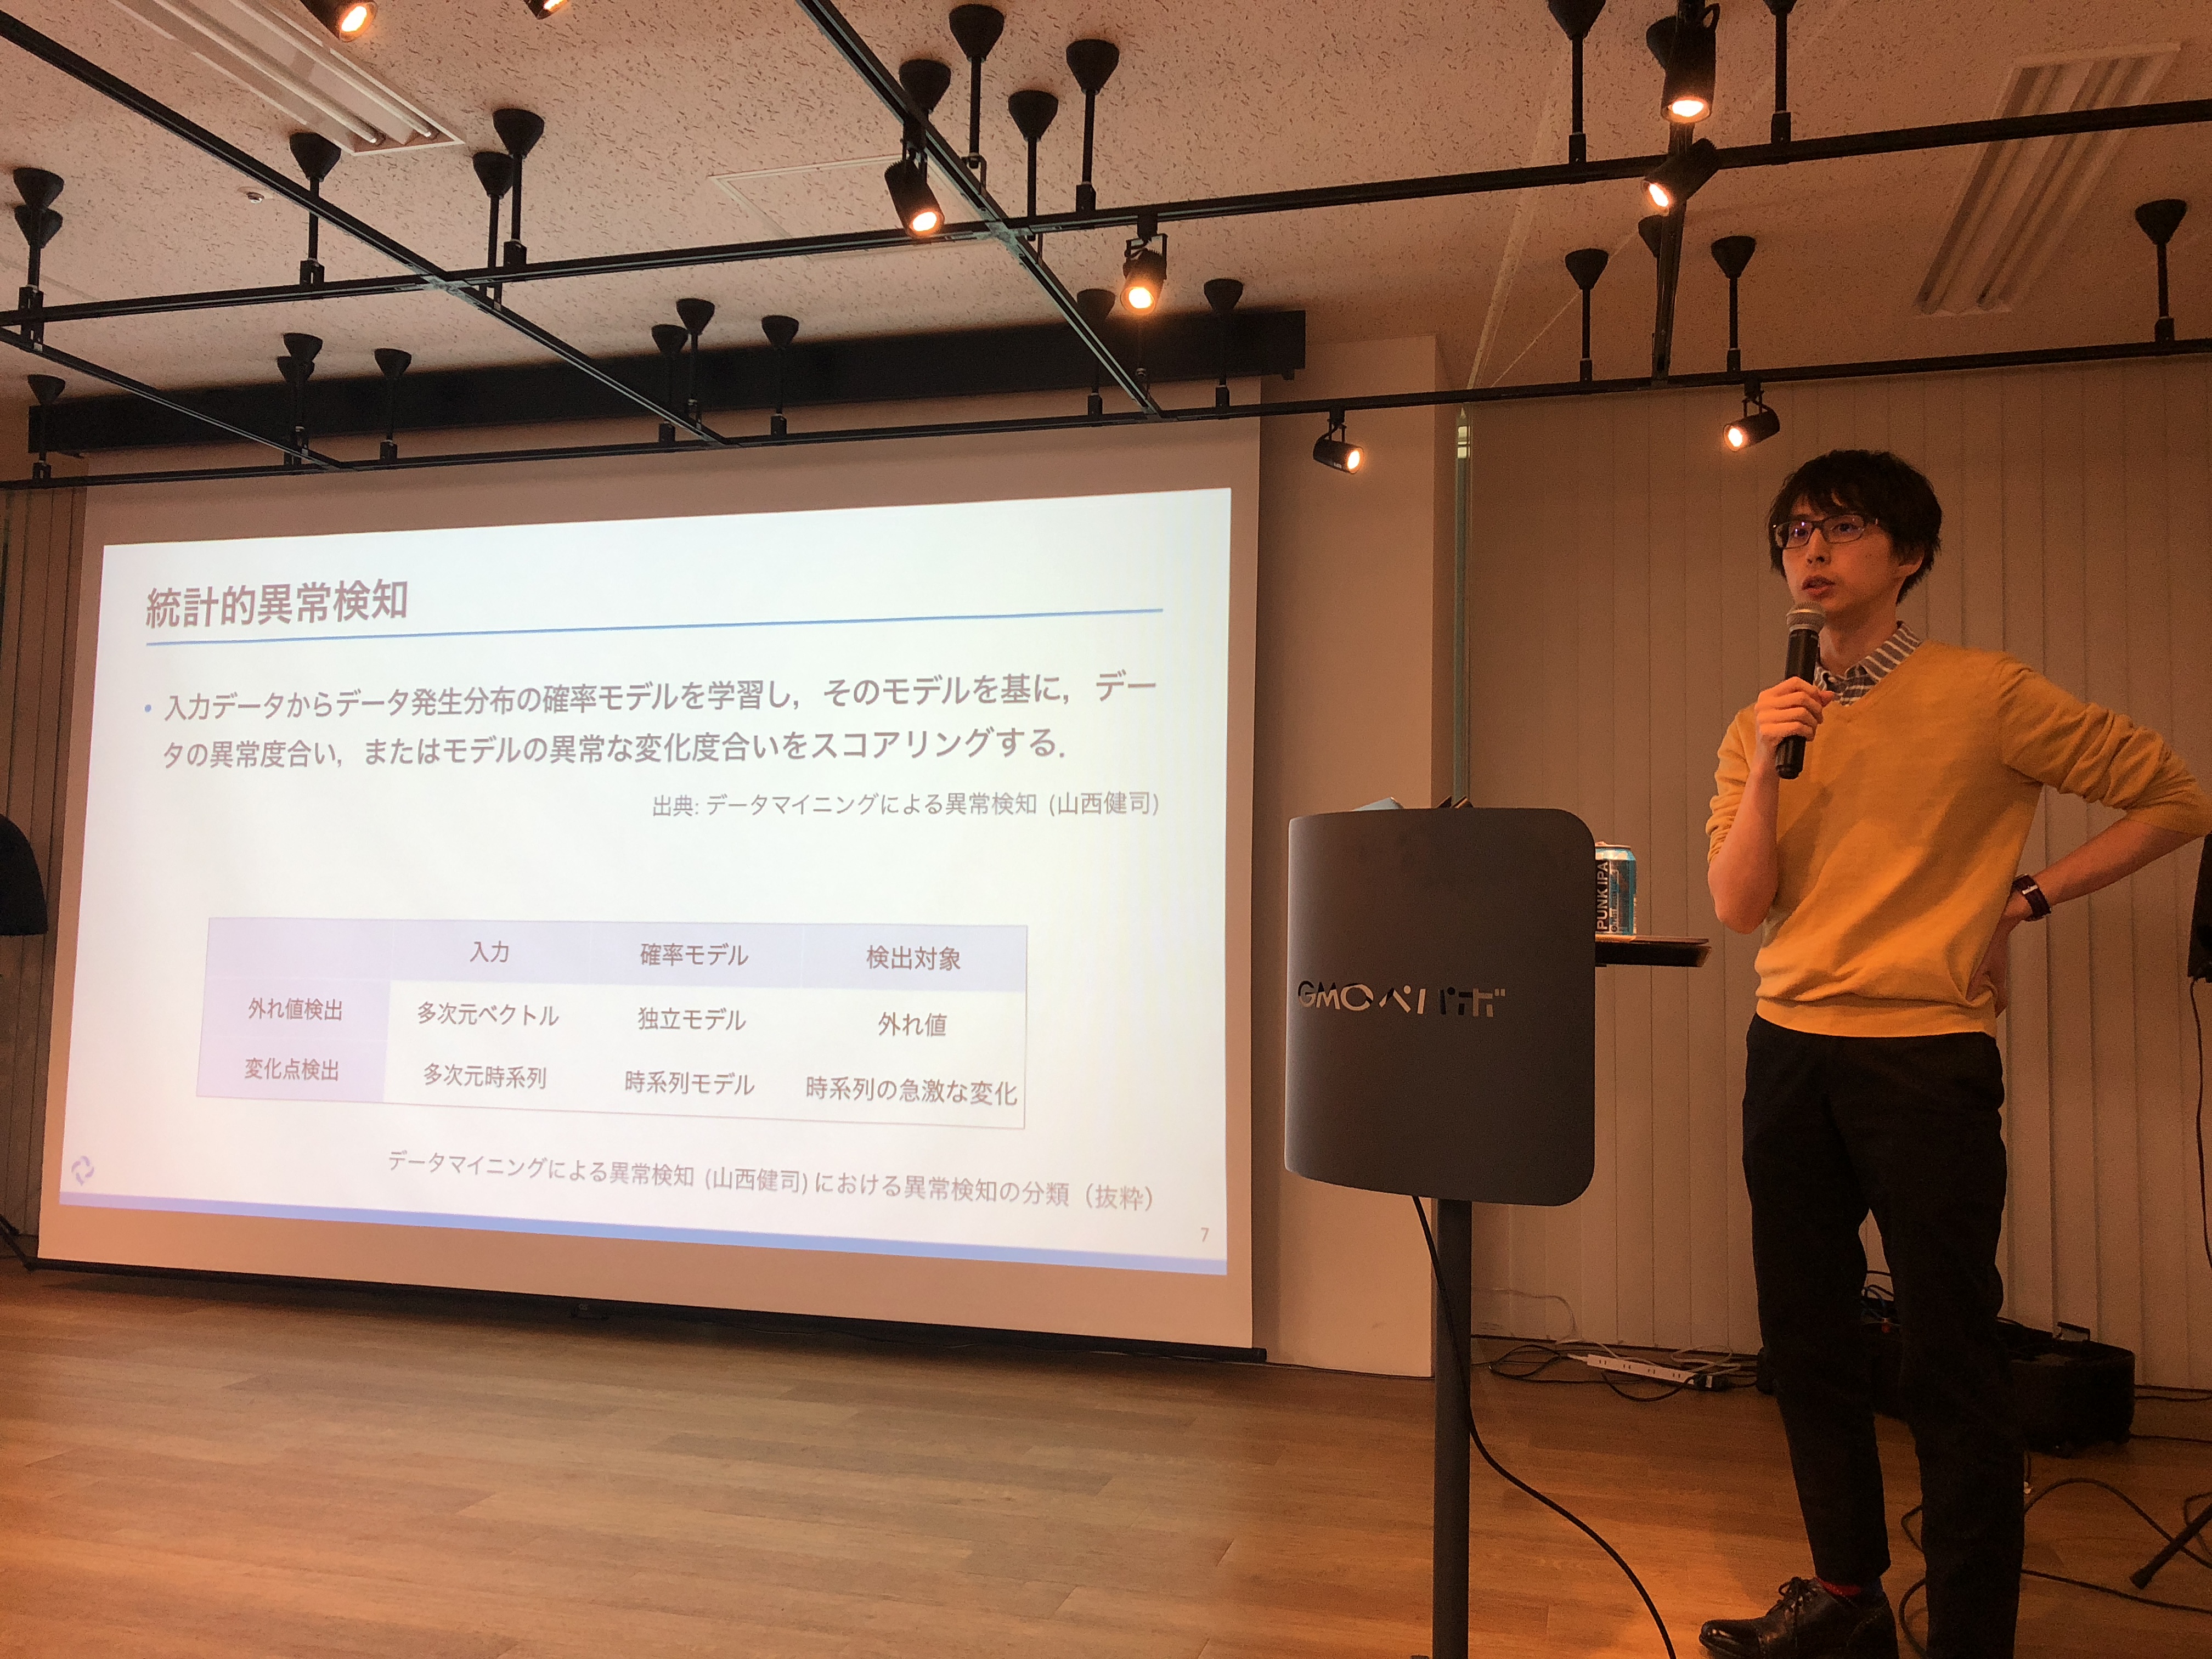 統計的異常検知
• 入力データからデータ発生分布の確率モデルを学習し，そのモデルを基に，デー
タの異常度合い，またはモデルの異常な変化度合いをスコアリングする．
出典: データマイニングによる異常検知 (山西健司)
入力 確率モデル 検出対象
外れ値検出 多次元ベクトル 独立モデル 外れ値
変化点検出 多次元時系列 時系列モデル 時系列の急激な変化
データマイニングによる異常検知 (山西健司) における異常検知の分類（抜粋）
7
GMOペパボ
PUNK IPA